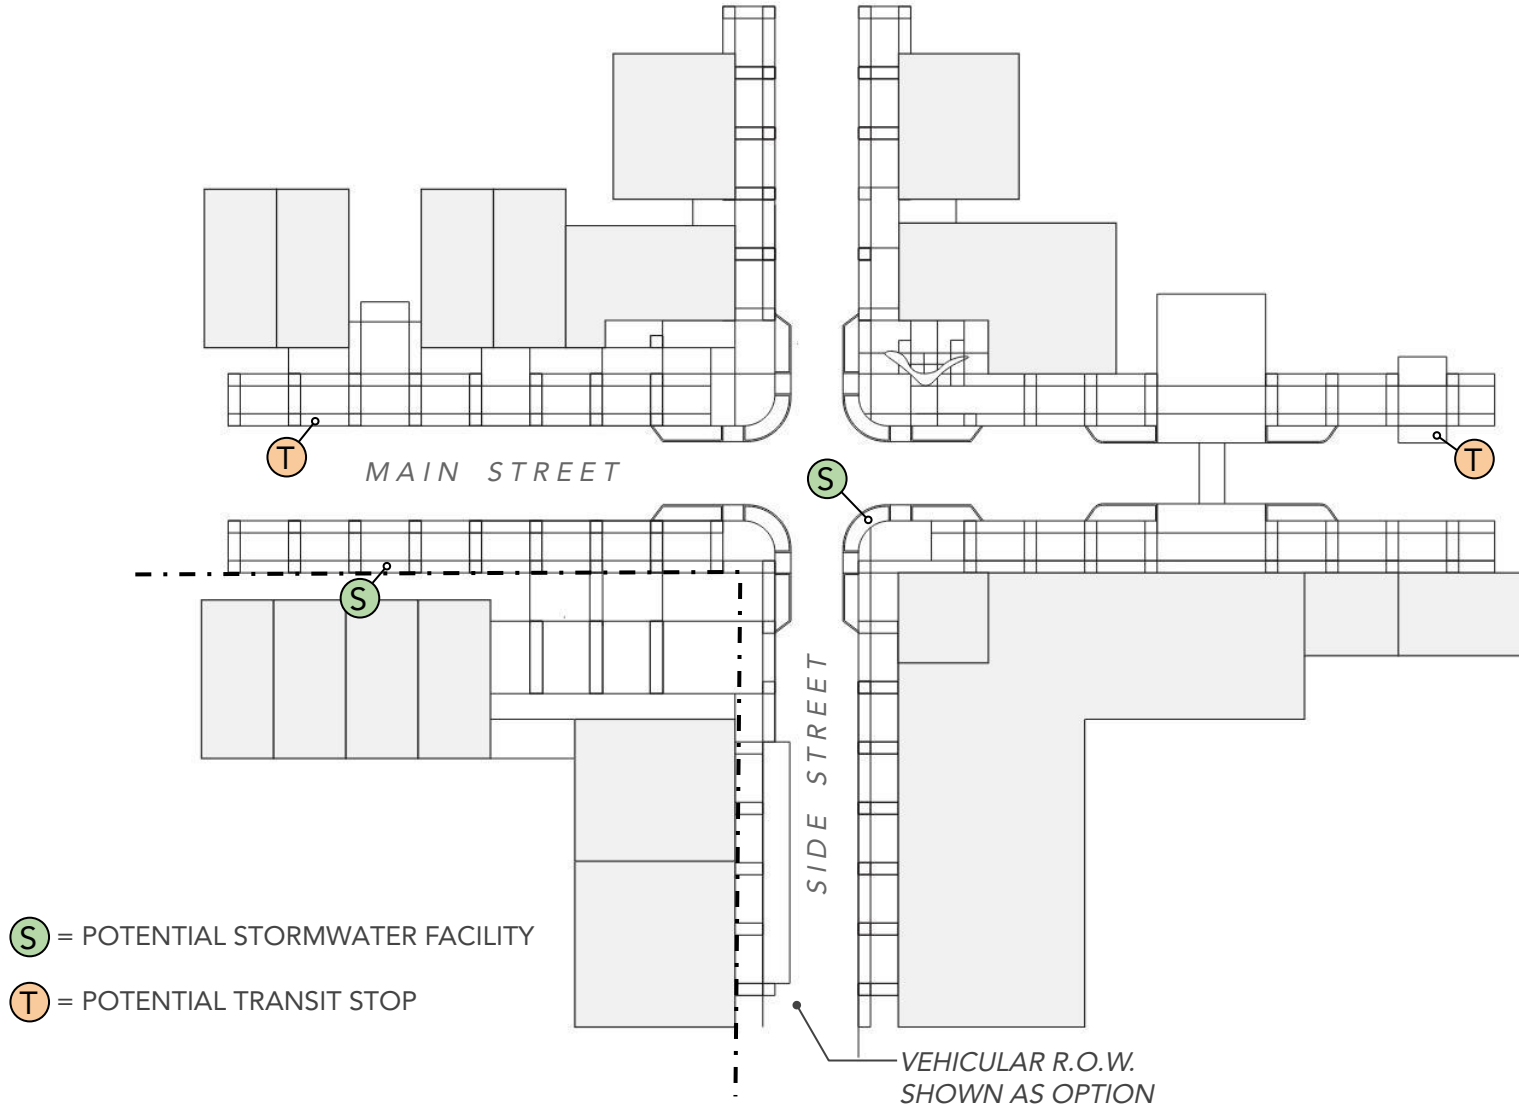 T
MAIN STREET
T
S
S
SIDE STREET
S = POTENTIAL STORMWATER FACILITY
T = POTENTIAL TRANSIT STOP
VEHICULAR R.O.W.
SHOWN AS OPTION